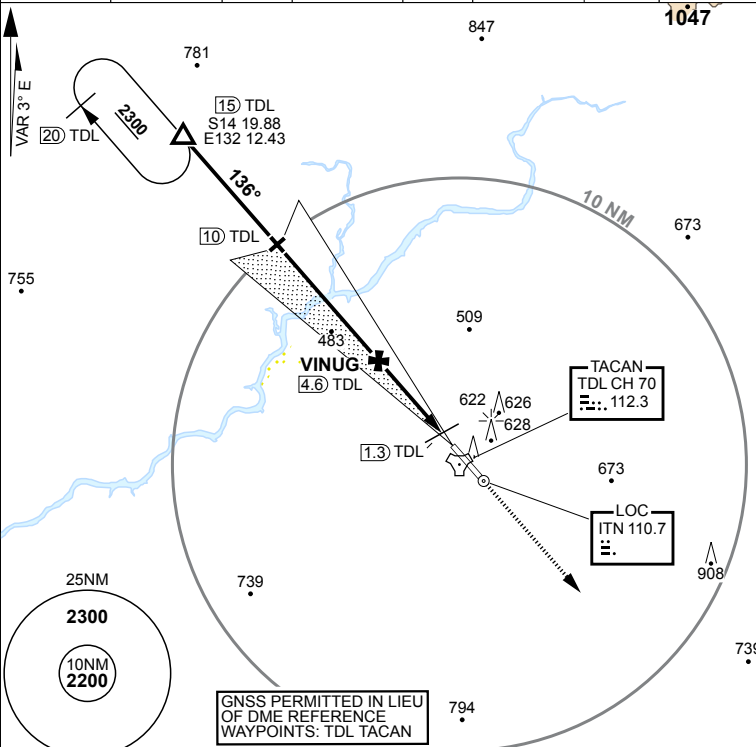 847
1047
781
VAR 3° E
2300
15 TDL
S14 19.88
E132 12.43
20 TDL
136°
10 NM
673
10 TDL
755
509
483
VINUG
4.6 TDL
TACAN
TDL CH 70
112.3
622
626
628
1.3 TDL
673
LOC
ITN 110.7
908
25NM
2300
10NM
2200
739
739
GNSS PERMITTED IN LIEU
OF DME REFERENCE
WAYPOINTS: TDL TACAN
794